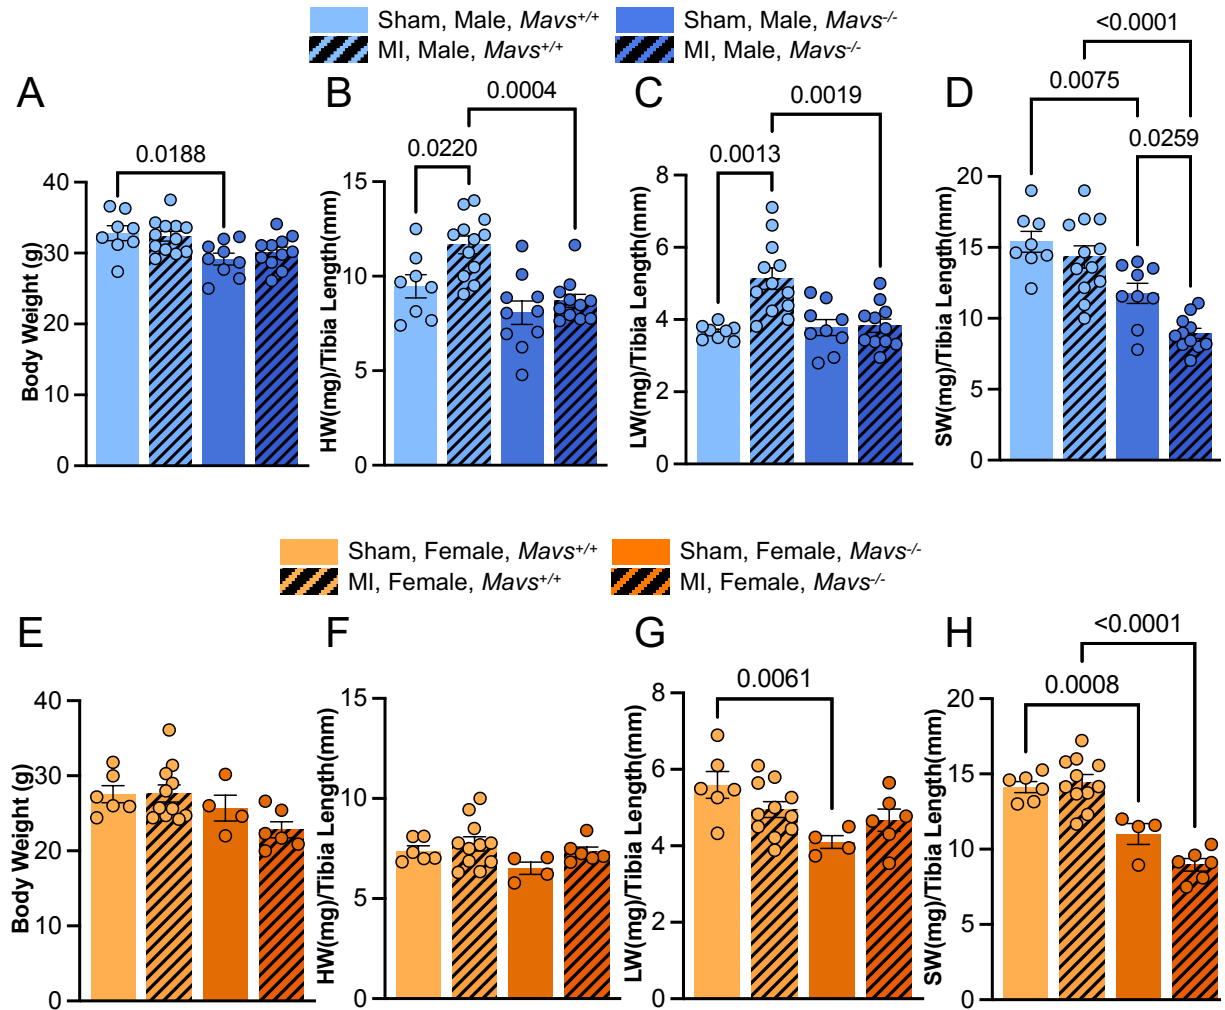 Sham, Male, Mavs+/+ Sham, Male, Mavs-/-
MI, Male, Mavs+/+ MI, Male, Mavs-/-
A
0.0188
Body Weight (g)
40
30
20
10
0
B
0.0004
0.0220
HW(mg)/Tibia Length(mm)
15
10
5
0
C
0.0019
0.0013
LW(mg)/Tibia Length(mm)
8
6
4
2
0
D
<0.0001
0.0075
0.0259
SW(mg)/Tibia Length(mm)
20
15
10
5
0
Sham, Female, Mavs+/+ Sham, Female, Mavs-/-
MI, Female, Mavs+/+ MI, Female, Mavs-/-
E
Body Weight (g)
40
30
20
10
0
F
HW(mg)/Tibia Length(mm)
15
10
5
0
G
0.0061
LW(mg)/Tibia Length(mm)
8
6
4
2
0
H
<0.0001
0.0008
SW(mg)/Tibia Length(mm)
20
15
10
5
0